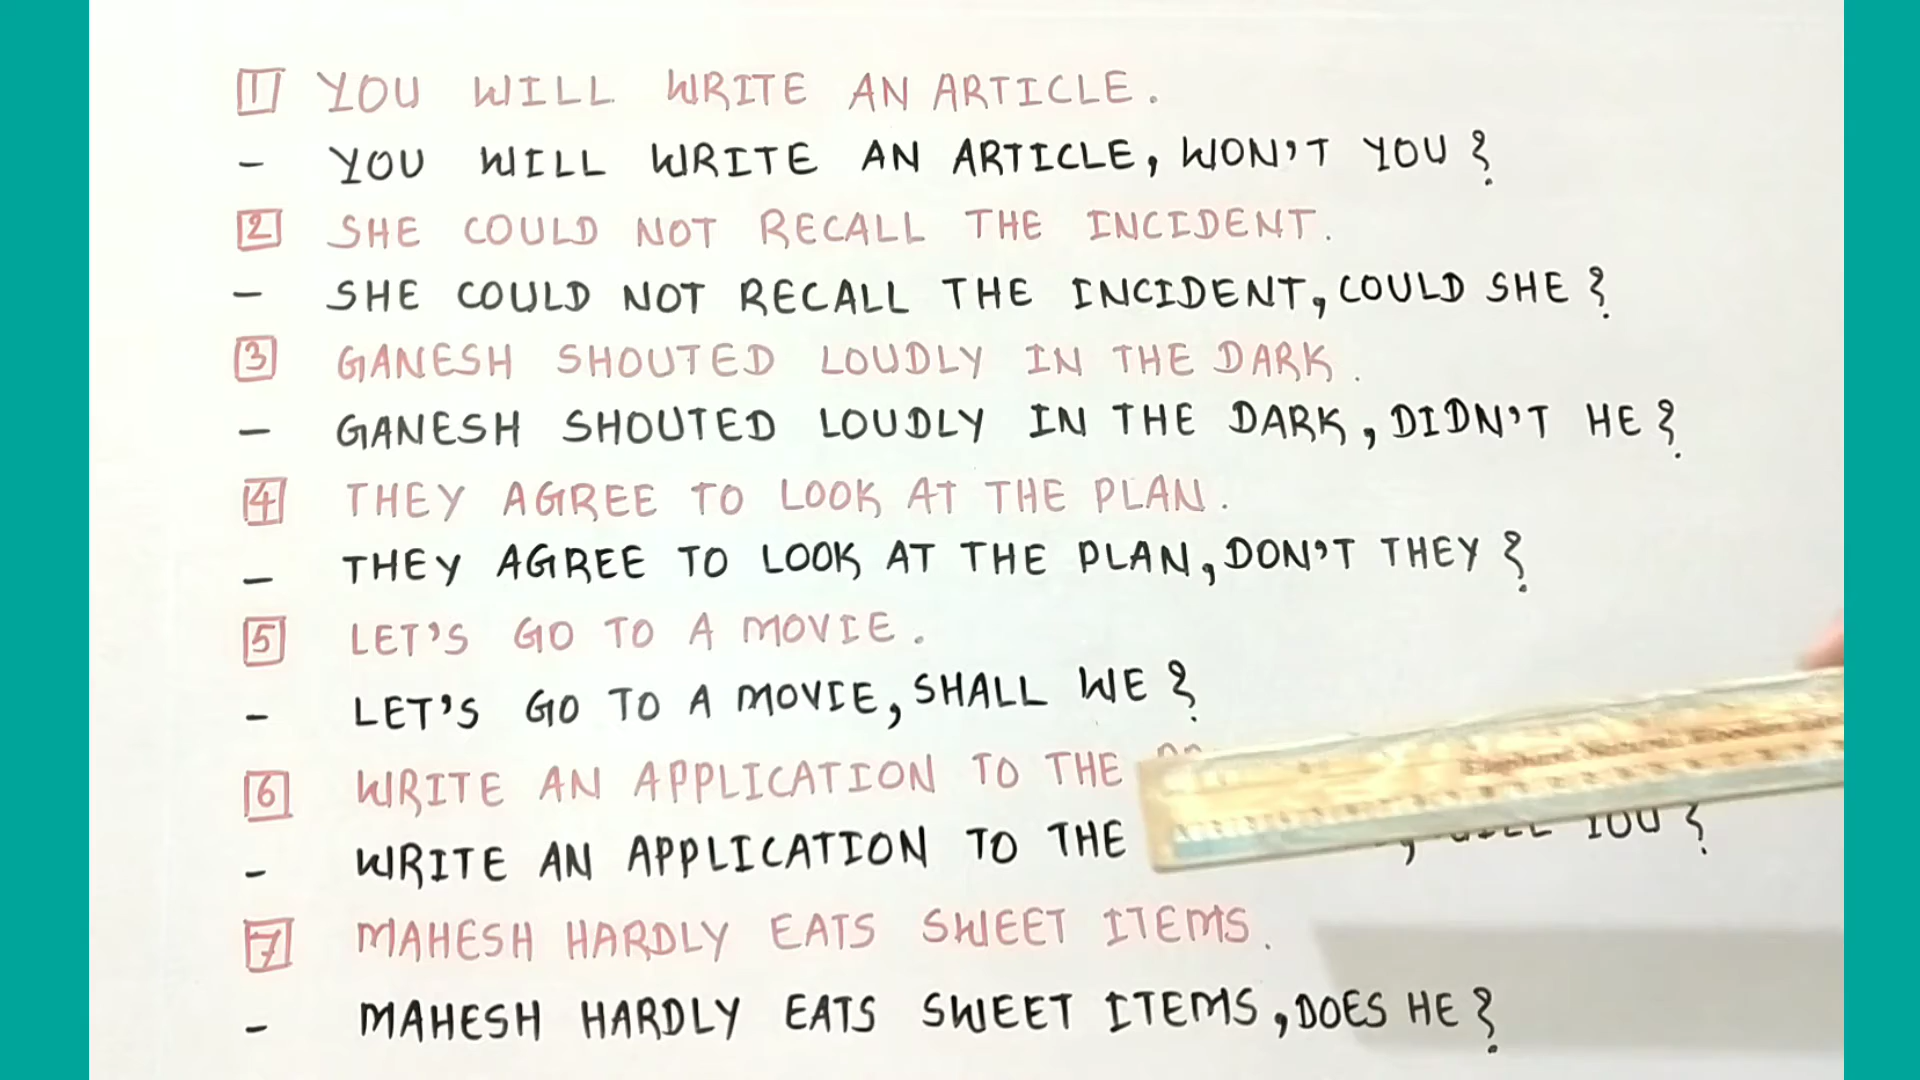 1 YOU WILL WRITE AN ARTICLE.
- YOU WILL WRITE AN ARTICLE, WON'T YOU?
2 SHE COULD NOT RECALL THE INCIDENT.
- SHE COULD NOT RECALL THE INCIDENT, COULD SHE?
3 GANESH SHOUTED LOUDLY IN THE DARK.
- GANESH SHOUTED LOUDLY IN THE DARK, DIDN'T HE?
4 THEY AGREE TO LOOK AT THE PLAN.
- THEY AGREE TO LOOK AT THE PLAN, DON'T THEY?
5 LET'S GO TO A MOVIE.
- LET'S GO TO A MOVIE, SHALL WE?
6 WRITE AN APPLICATION TO THE
- WRITE AN APPLICATION TO THE , YOU?
7 MAHESH HARDLY EATS SWEET ITEMS.
- MAHESH HARDLY EATS SWEET ITEMS, DOES HE?